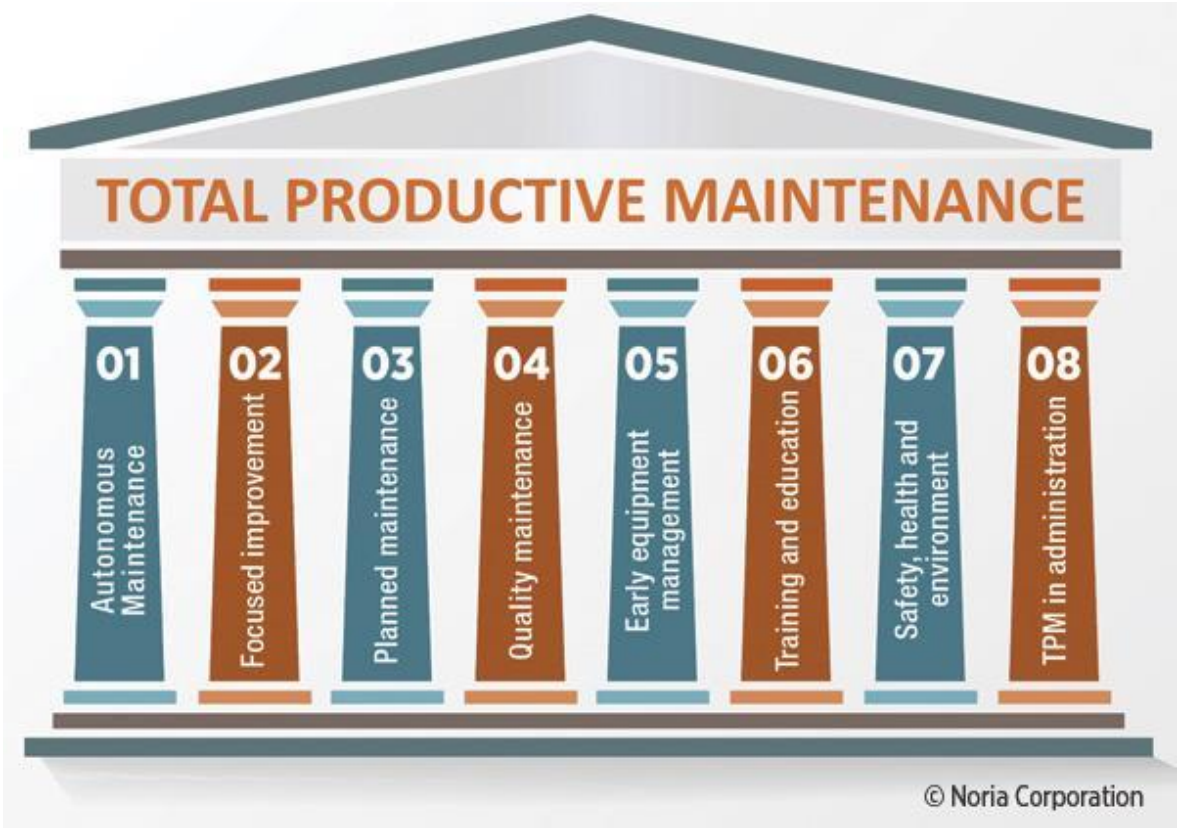 TOTAL PRODUCTIVE MAINTENANCE
01
Autonomous
Maintenance
02
Focused improvement
03
Planned maintenance
04
Quality maintenance
05
Early equipment
management
06
Training and education
07
Safety, health and
environment
08
TPM in administration
© Noria Corporation